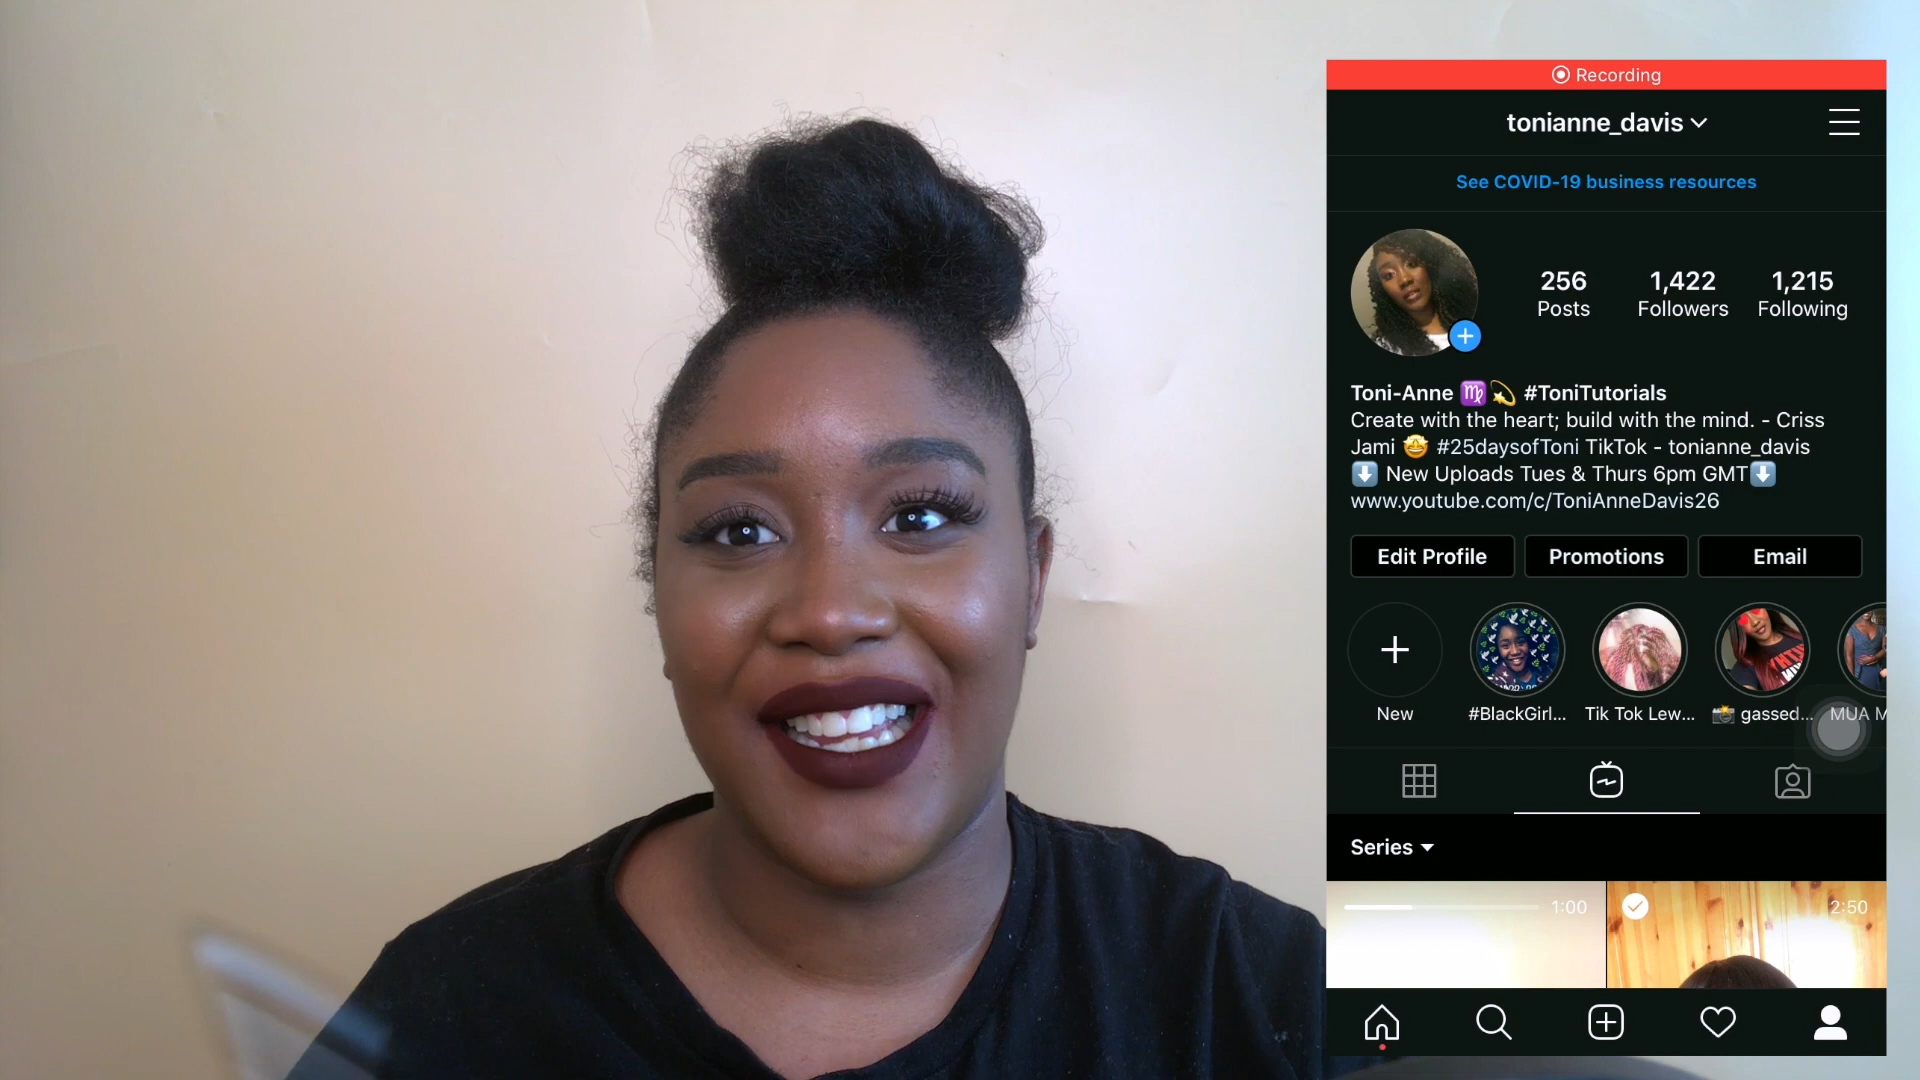 Recording
tonianne_davis
See COVID-19 business resources
256
Posts
1,422
Followers
1,215
Following
Toni-Anne ♍💫 #ToniTutorials
Create with the heart; build with the mind. - Criss
Jami 🤩 #25daysofToni TikTok - tonianne_davis
⬇️ New Uploads Tues & Thurs 6pm GMT⬇️
www.youtube.com/c/ToniAnneDavis26
Edit Profile
Promotions
Email
New
#BlackGirl...
Tik Tok Lew...
📸 gassed...
MUA M
Series
1:00
2:50